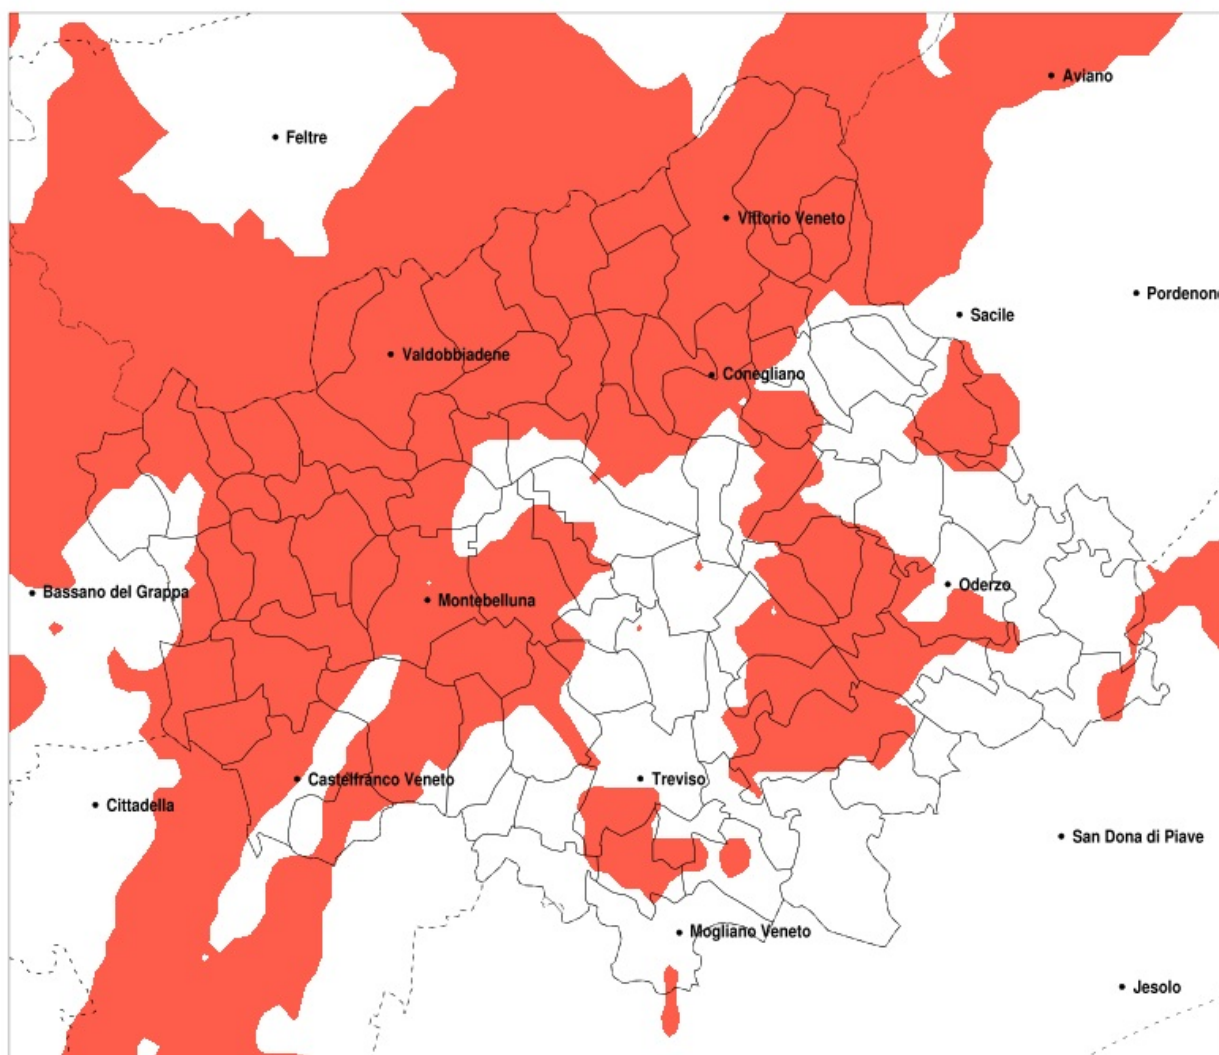 Aviano
Feltre
Vittorio Veneto
Pordenone
Sacile
Valdobbiadene
Conegliano
Oderzo
Bassano del Grappa
Montebelluna
Castelfranco Veneto
Treviso
Cittadella
San Dona di Piave
Mogliano Veneto
Jesolo